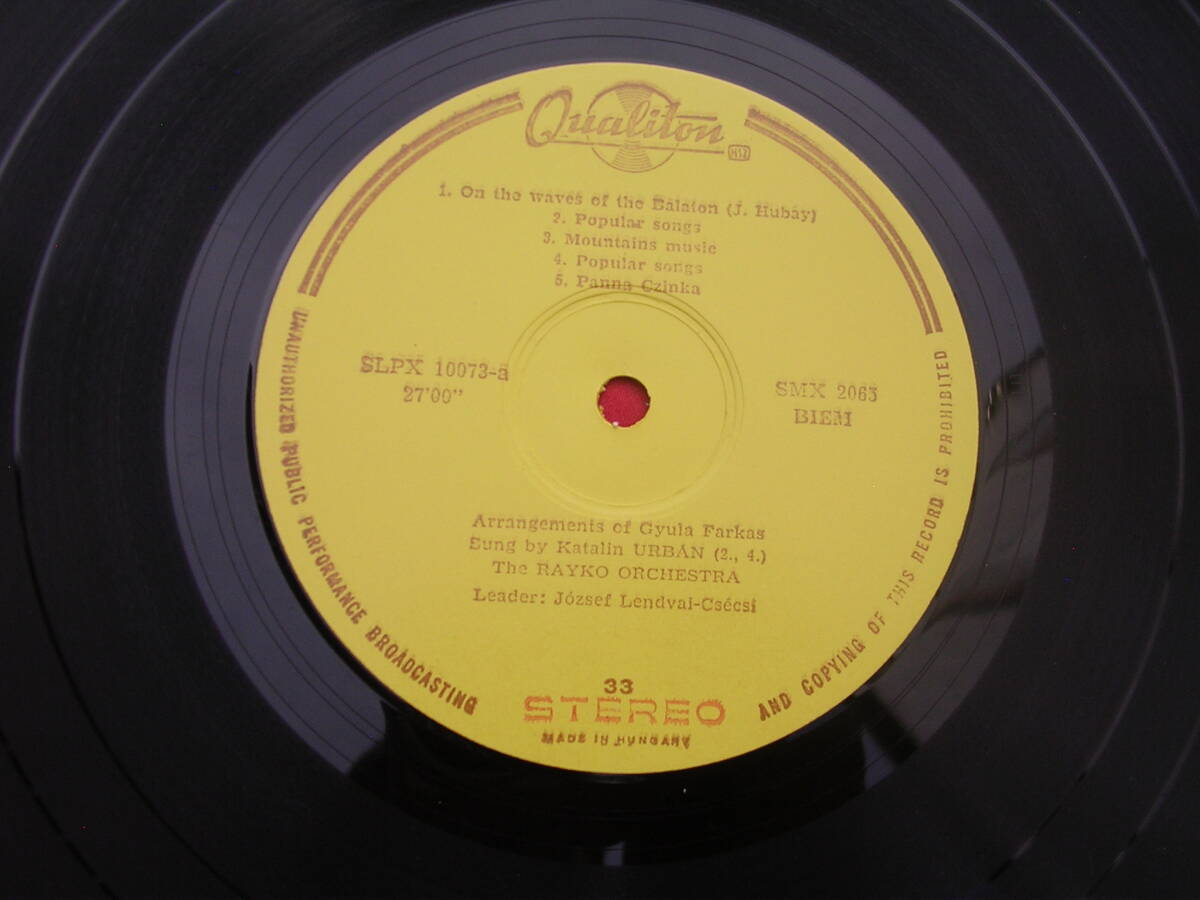 Qualiton
1. On the waves of the Balaton (J. Hubay)
2. Popular songs
3. Mountains music
4. Popular songs
5. Panna Czinka
SLPX 10073-a
27'00"
SMX 2063
BIEM
Arrangements of Gyula Farkas
Sung by Katalin URBÁN (2., 4.)
The RAYKO ORCHESTRA
Leader: József Lendvai-Csécsi
33
STEREO
MADE IN HUNGARY
UNAUTHORIZED PUBLIC PERFORMANCE BROADCASTING AND COPYING OF THIS RECORD IS PROHIBITED